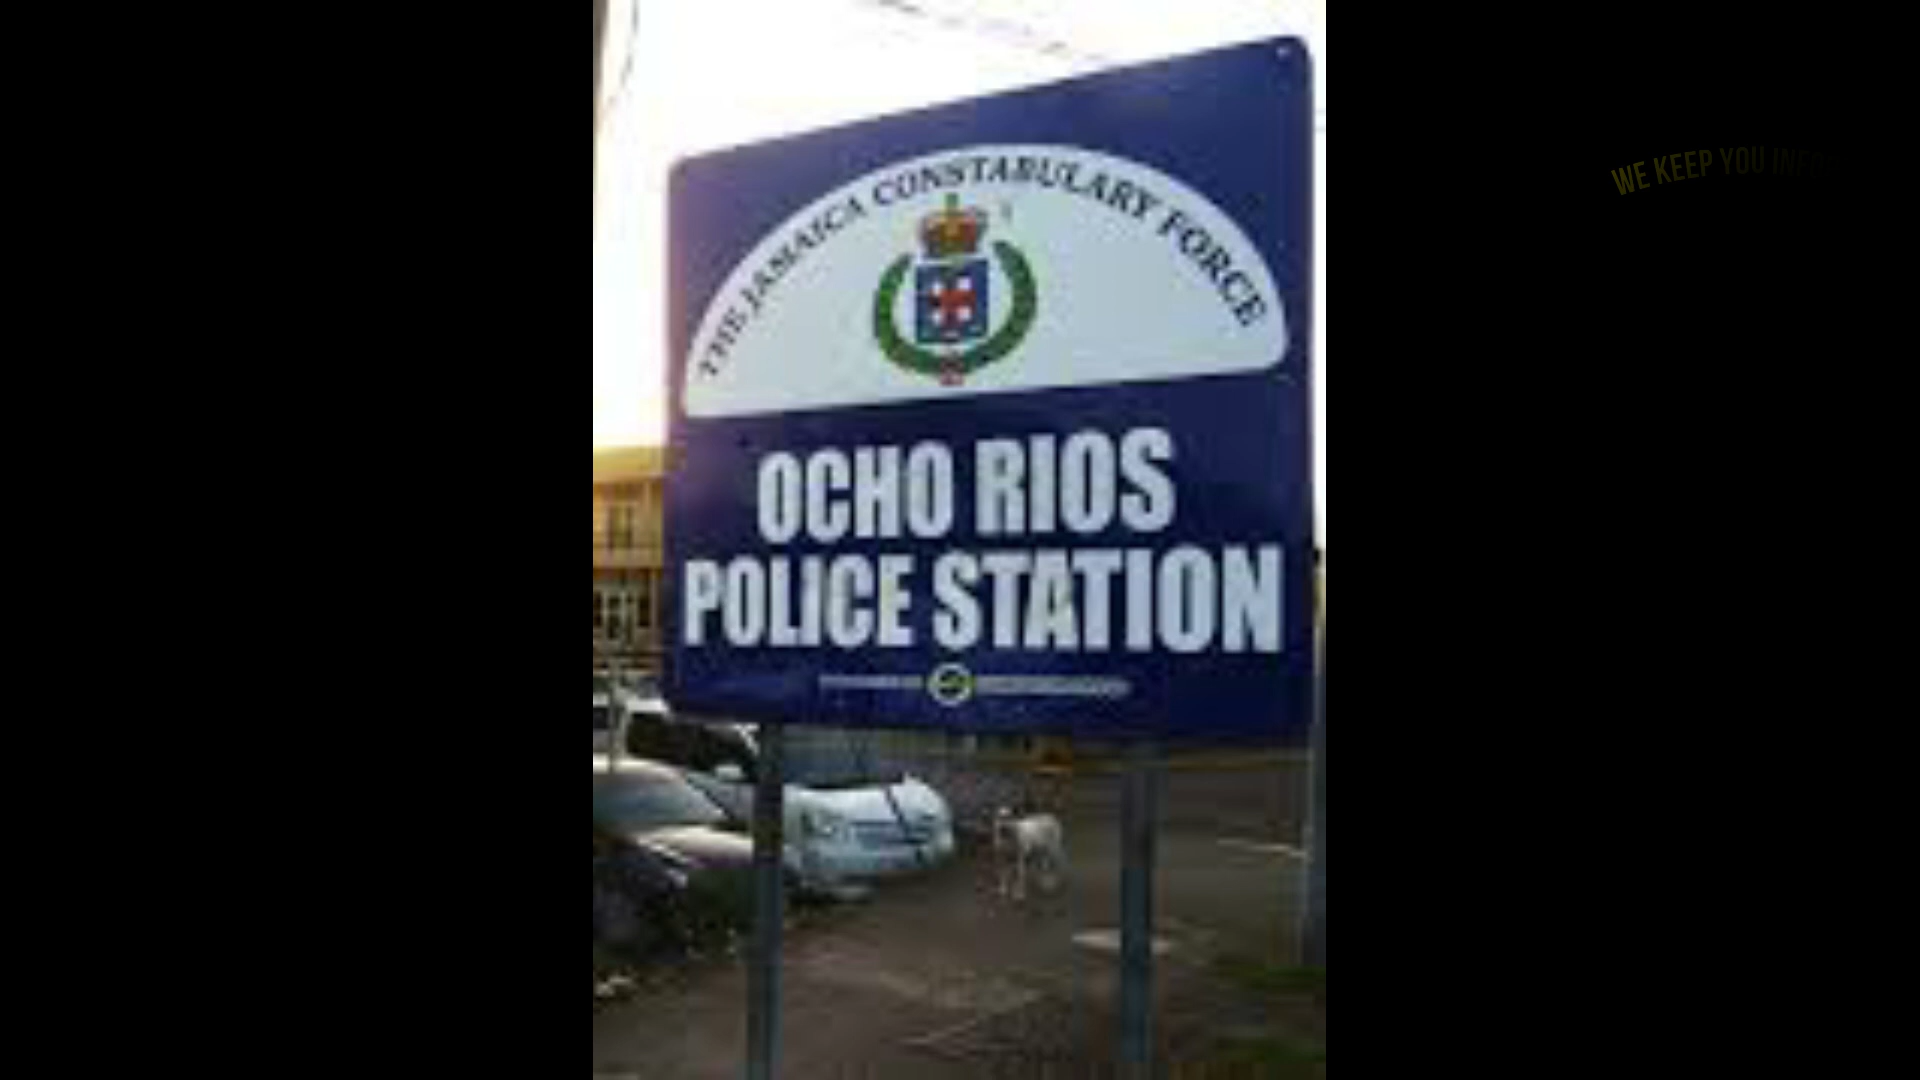 THE JAMAICA CONSTABULARY FORCE
OCHO RIOS
POLICE STATION
WE KEEP YOU